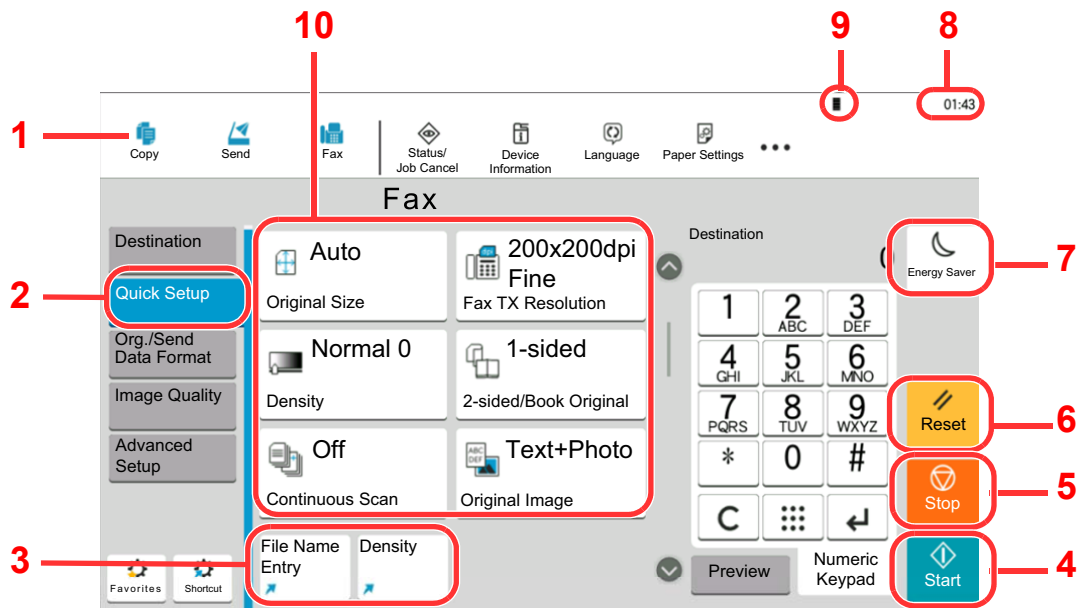 10
9
8
01:43
1
Copy
Send
Fax
Status/
Job Cancel
Device
Information
Language
Paper Settings
Fax
Destination
2
Quick Setup
Org./Send
Data Format
Image Quality
Advanced
Setup
Auto
Original Size
200x200dpi
Fine
Fax TX Resolution
Normal 0
Density
1-sided
2-sided/Book Original
Off
Continuous Scan
Text+Photo
Original Image
3
File Name
Entry
Density
Favorites
Shortcut
Destination
1
2
ABC
3
DEF
4
GHI
5
JKL
6
MNO
7
PQRS
8
TUV
9
WXYZ
*
0
#
C
Preview
Numeric
Keypad
Energy Saver
7
Reset
6
Stop
5
Start
4